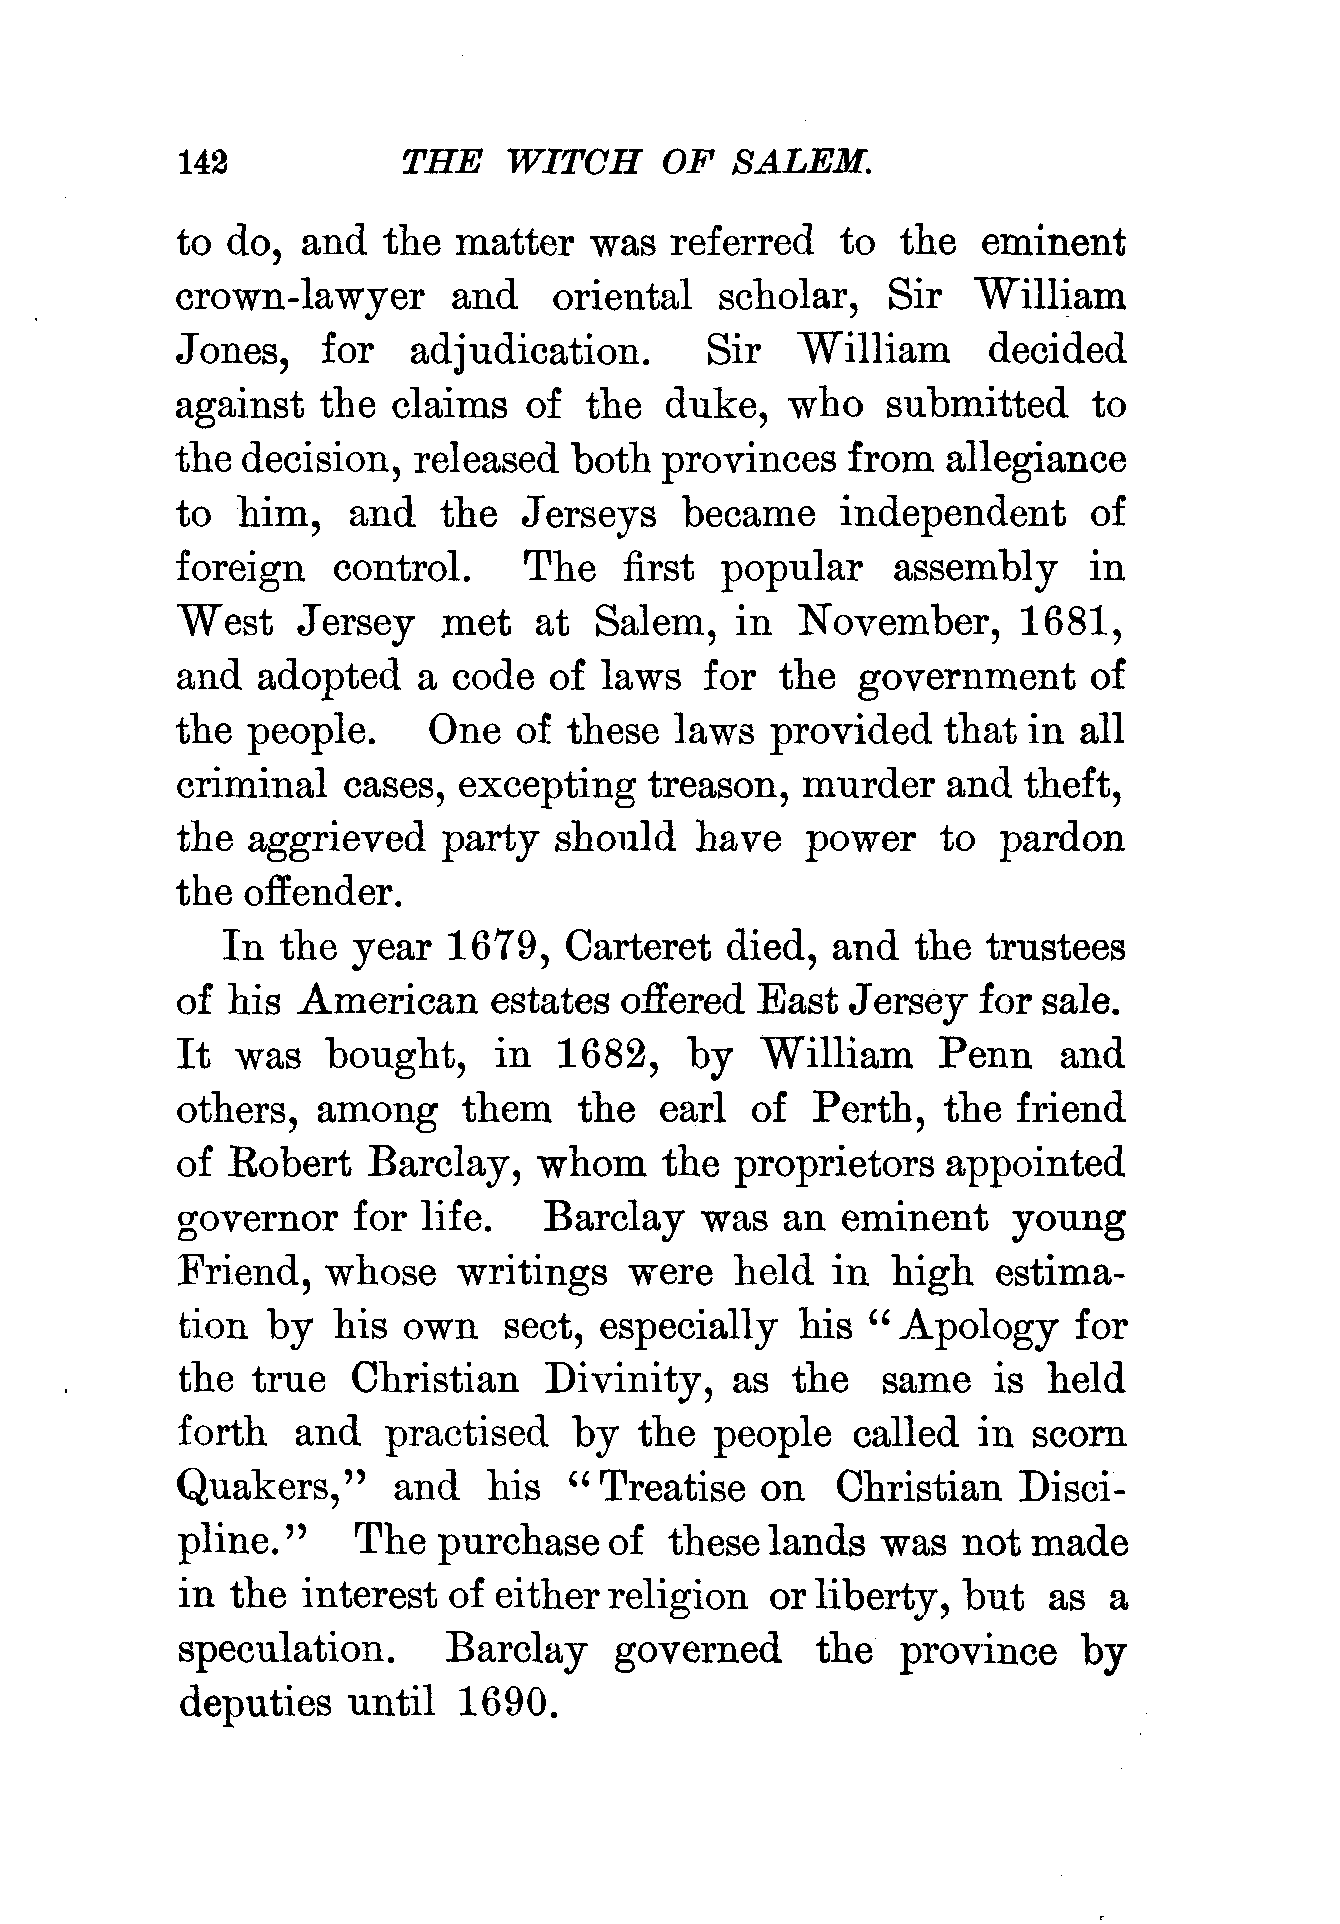 142 THE WITCH OF SALEM.
to do, and the matter was referred to the eminent
crown-lawyer and oriental scholar, Sir William
Jones, for adjudication. Sir William decided
against the claims of the duke, who submitted to
the decision, released both provinces from allegiance
to him, and the Jerseys became independent of
foreign control. The first popular assembly in
West Jersey met at Salem, in November, 1681,
and adopted a code of laws for the government of
the people. One of these laws provided that in all
criminal cases, excepting treason, murder and theft,
the aggrieved party should have power to pardon
the offender.
In the year 1679, Carteret died, and the trustees
of his American estates offered East Jersey for sale.
It was bought, in 1682, by William Penn and
others, among them the earl of Perth, the friend
of Robert Barclay, whom the proprietors appointed
governor for life. Barclay was an eminent young
Friend, whose writings were held in high estima-
tion by his own sect, especially his “Apology for
the true Christian Divinity, as the same is held
forth and practised by the people called in scorn
Quakers,” and his “Treatise on Christian Disci-
pline.” The purchase of these lands was not made
in the interest of either religion or liberty, but as a
speculation. Barclay governed the province by
deputies until 1690.